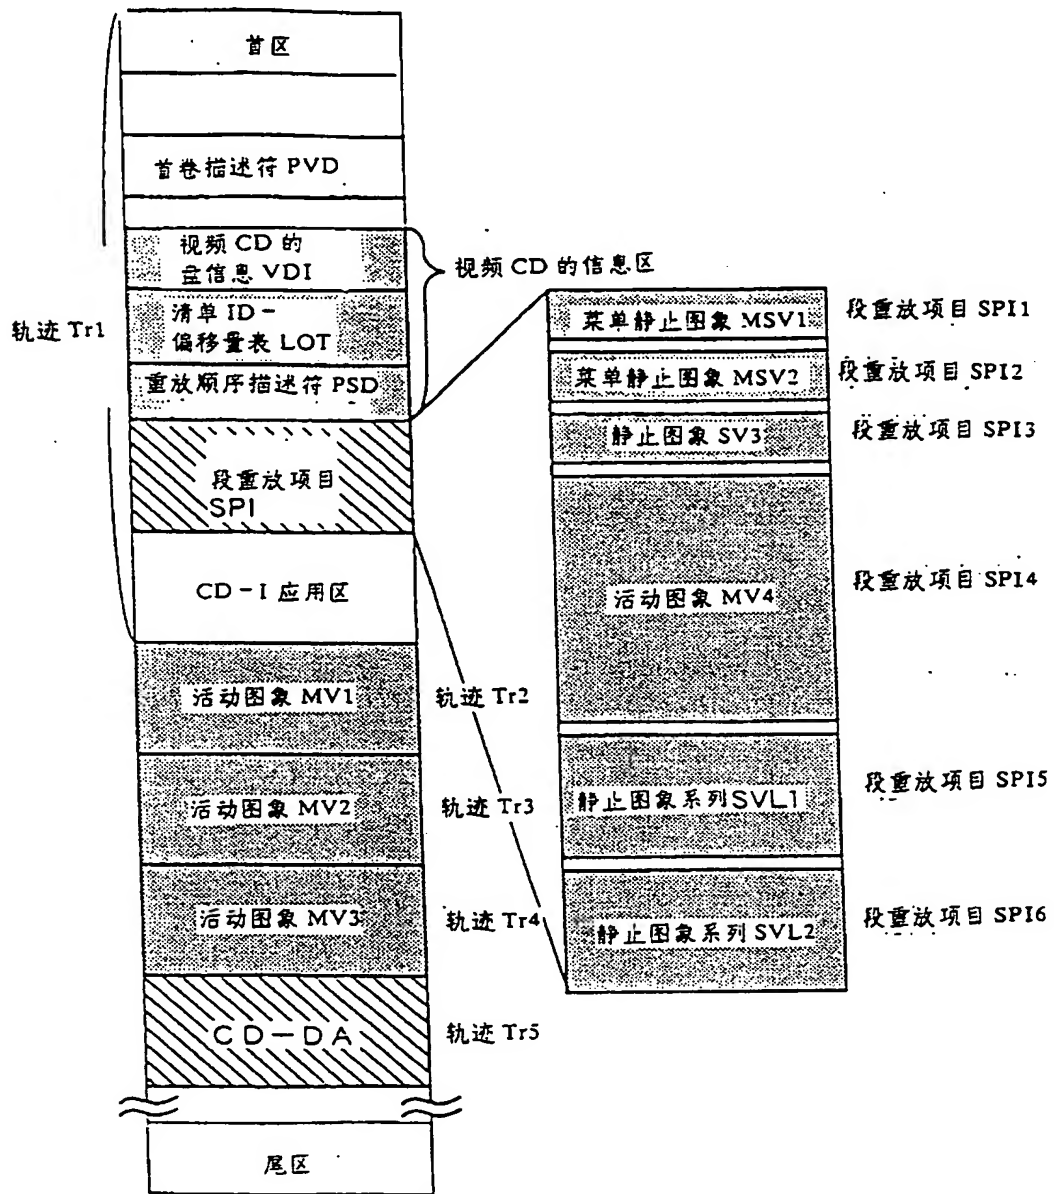 首区
首卷描述符 PVD
视频 CD 的
盘信息 VDI
视频 CD 的信息区
清单 ID-
偏移量表 LOT
轨迹 Tr1
重放顺序描述符 PSD
段重放项目
SPI
CD-I 应用区
活动图象 MV1
轨迹 Tr2
活动图象 MV2
轨迹 Tr3
活动图象 MV3
轨迹 Tr4
CD-DA
轨迹 Tr5
尾区
菜单静止图象 MSV1
段重放项目 SPI1
菜单静止图象 MSV2
段重放项目 SPI2
静止图象 SV3
段重放项目 SPI3
活动图象 MV4
段重放项目 SPI4
静止图象系列SVL1
段重放项目 SPI5
静止图象系列 SVL2
段重放项目 SPI6